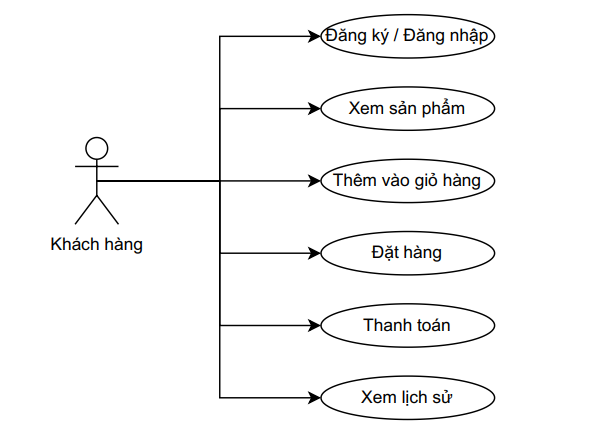 Đăng ký / Đăng nhập
Xem sản phẩm
Thêm vào giỏ hàng
Khách hàng
Đặt hàng
Thanh toán
Xem lịch sử